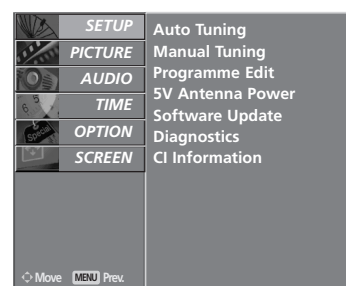 SETUP
PICTURE
AUDIO
TIME
OPTION
SCREEN
Auto Tuning
Manual Tuning
Programme Edit
5V Antenna Power
Software Update
Diagnostics
CI Information
Move MENU Prev.